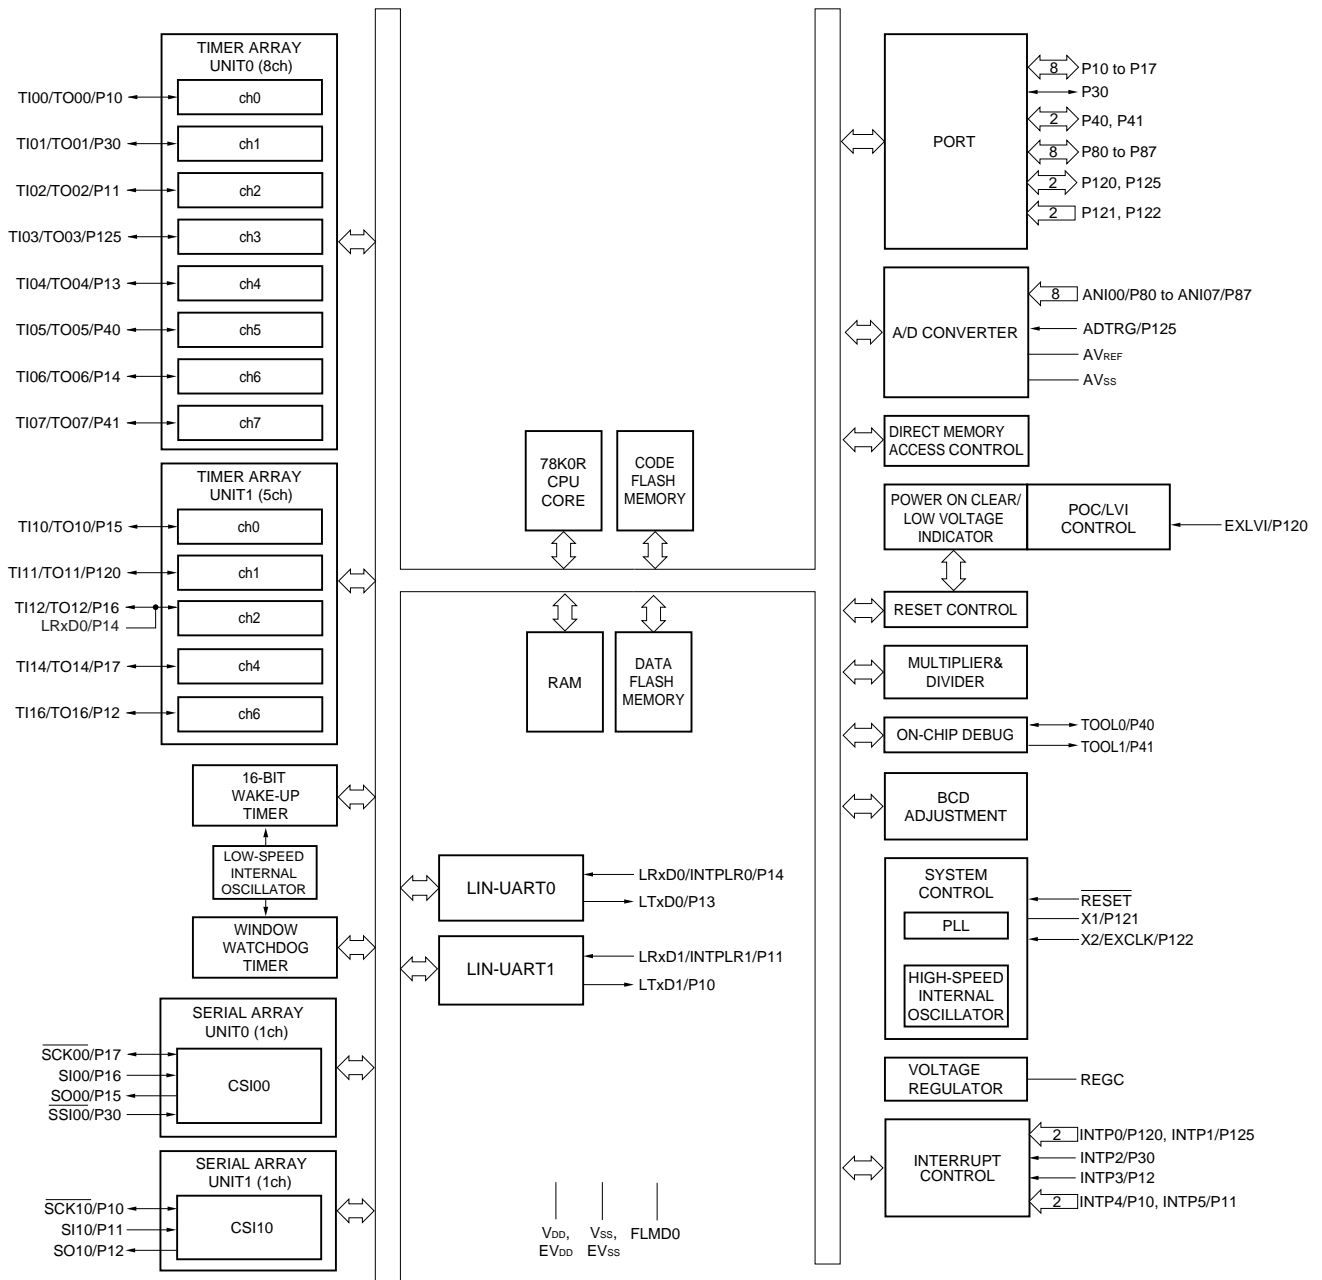 TIMER ARRAY
UNIT0 (8ch)
TI00/TO00/P10
ch0
TI01/TO01/P30
ch1
TI02/TO02/P11
ch2
TI03/TO03/P125
ch3
TI04/TO04/P13
ch4
TI05/TO05/P40
ch5
TI06/TO06/P14
ch6
TI07/TO07/P41
ch7
TIMER ARRAY
UNIT1 (5ch)
TI10/TO10/P15
ch0
TI11/TO11/P120
ch1
TI12/TO12/P16
LRxD0/P14
ch2
TI14/TO14/P17
ch4
TI16/TO16/P12
ch6
16-BIT
WAKE-UP
TIMER
LOW-SPEED
INTERNAL
OSCILLATOR
WINDOW
WATCHDOG
TIMER
SERIAL ARRAY
UNIT0 (1ch)
SCK00/P17
SI00/P16
SO00/P15
SSI00/P30
CSI00
SERIAL ARRAY
UNIT1 (1ch)
SCK10/P10
SI10/P11
SO10/P12
CSI10
78K0R
CPU
CORE
CODE
FLASH
MEMORY
RAM
DATA
FLASH
MEMORY
LIN-UART0
LRxD0/INTPLR0/P14
LTxD0/P13
LIN-UART1
LRxD1/INTPLR1/P11
LTxD1/P10
VDD,
EVDD
VSS,
EVSS
FLMD0
PORT
8 P10 to P17
P30
2 P40, P41
8 P80 to P87
2 P120, P125
2 P121, P122
A/D CONVERTER
8 ANI00/P80 to ANI07/P87
ADTRG/P125
AVREF
AVSS
DIRECT MEMORY
ACCESS CONTROL
POWER ON CLEAR/
LOW VOLTAGE
INDICATOR
POC/LVI
CONTROL
EXLVI/P120
RESET CONTROL
MULTIPLIER&
DIVIDER
ON-CHIP DEBUG
TOOL0/P40
TOOL1/P41
BCD
ADJUSTMENT
SYSTEM
CONTROL
PLL
HIGH-SPEED
INTERNAL
OSCILLATOR
RESET
X1/P121
X2/EXCLK/P122
VOLTAGE
REGULATOR
REGC
INTERRUPT
CONTROL
2 INTP0/P120, INTP1/P125
INTP2/P30
INTP3/P12
2 INTP4/P10, INTP5/P11